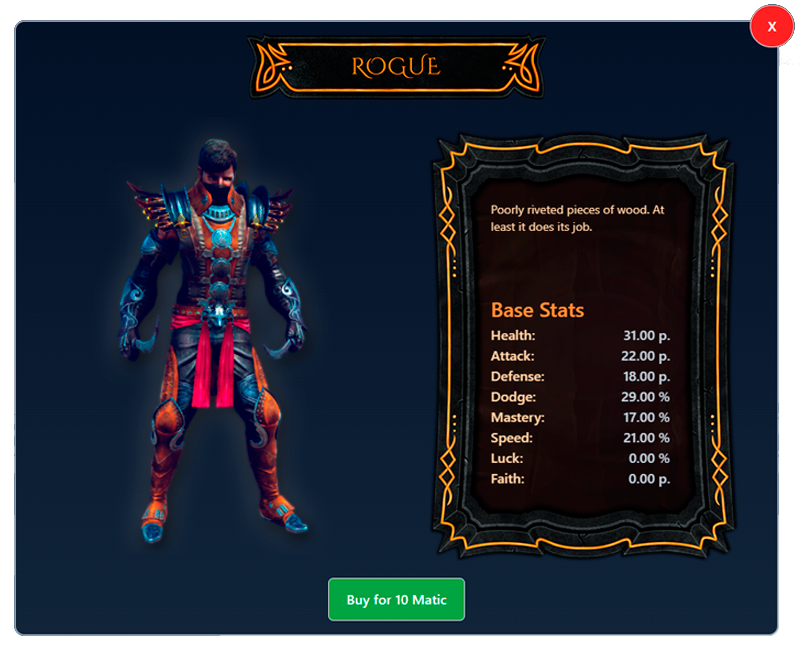 X
ROGUE
Poorly riveted pieces of wood. At
least it does its job.
Base Stats
Health: 31.00 p.
Attack: 22.00 p.
Defense: 18.00 p.
Dodge: 29.00 %
Mastery: 17.00 %
Speed: 21.00 %
Luck: 0.00 %
Faith: 0.00 p.
Buy for 10 Matic